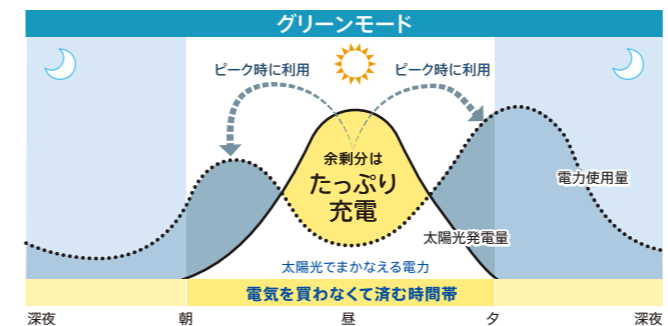 グリーンモード
ピーク時に利用
ピーク時に利用
余剰分は
たっぷり
充電
電力使用量
太陽光発電量
太陽光でまかなえる電力
電気を買わなくて済む時間帯
深夜
朝
昼
夕
深夜